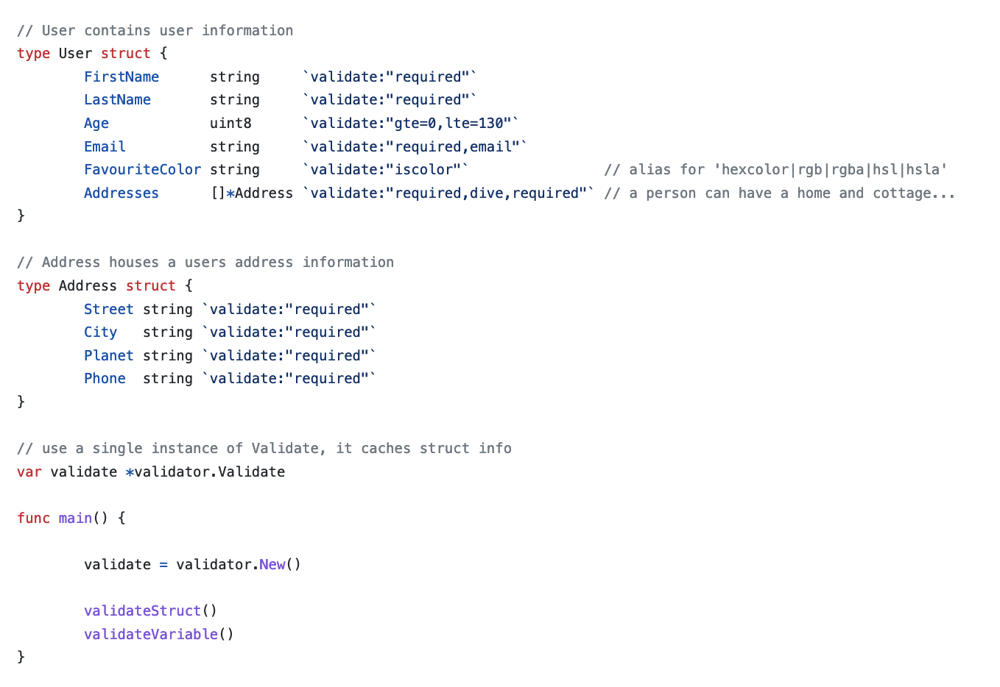 // User contains user information
type User struct {
        FirstName      string     `validate:"required"`
        LastName       string     `validate:"required"`
        Age            uint8      `validate:"gte=0,lte=130"`
        Email          string     `validate:"required,email"`
        FavouriteColor string     `validate:"iscolor"`                // alias for 'hexcolor|rgb|rgba|hsl|hsla'
        Addresses      []*Address `validate:"required,dive,required"` // a person can have a home and cottage...
}

// Address houses a users address information
type Address struct {
        Street string `validate:"required"`
        City   string `validate:"required"`
        Planet string `validate:"required"`
        Phone  string `validate:"required"`
}

// use a single instance of Validate, it caches struct info
var validate *validator.Validate

func main() {

        validate = validator.New()

        validateStruct()
        validateVariable()
}